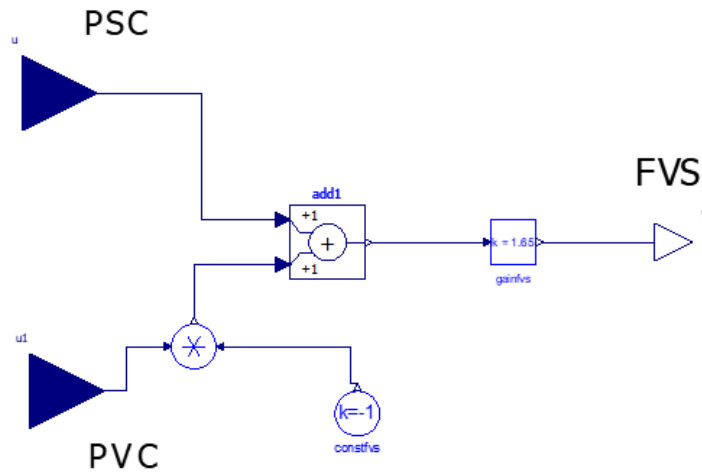 PSC
u
FVS
add1
+1
+
+1
k = 1.65
gainfvs
u1
k=-1
constfvs
PVC